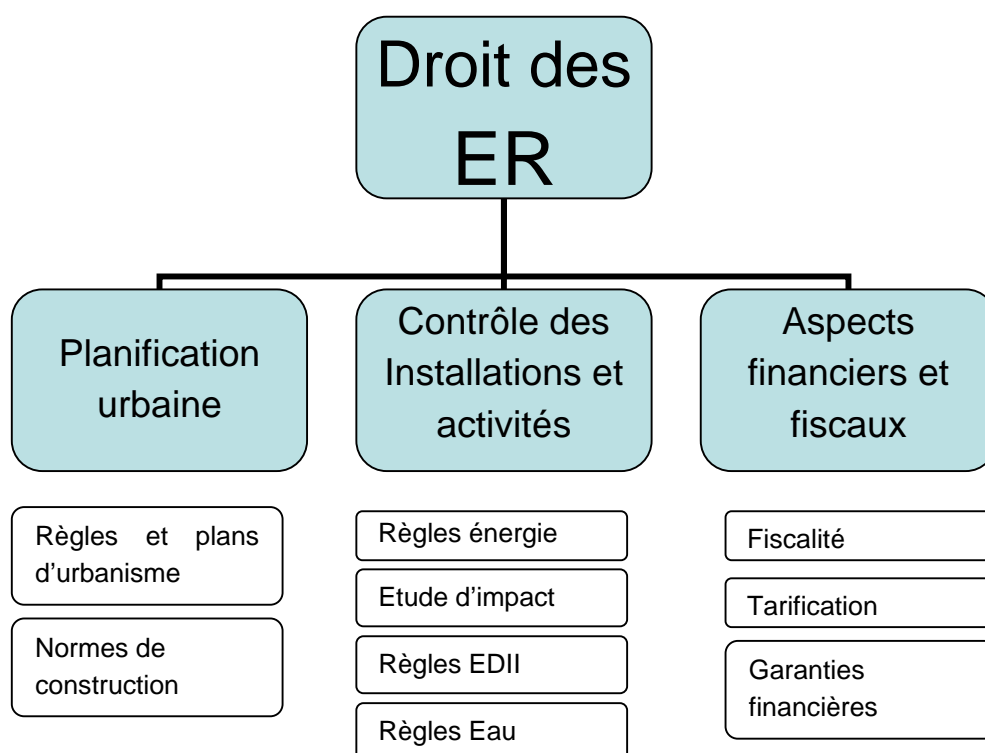 Droit des
ER
Planification
urbaine
Contrôle des
Installations et
activités
Aspects
financiers et
fiscaux
Règles et plans
d’urbanisme
Normes de
construction
Règles énergie
Etude d’impact
Règles EDII
Règles Eau
Fiscalité
Tarification
Garanties
financières